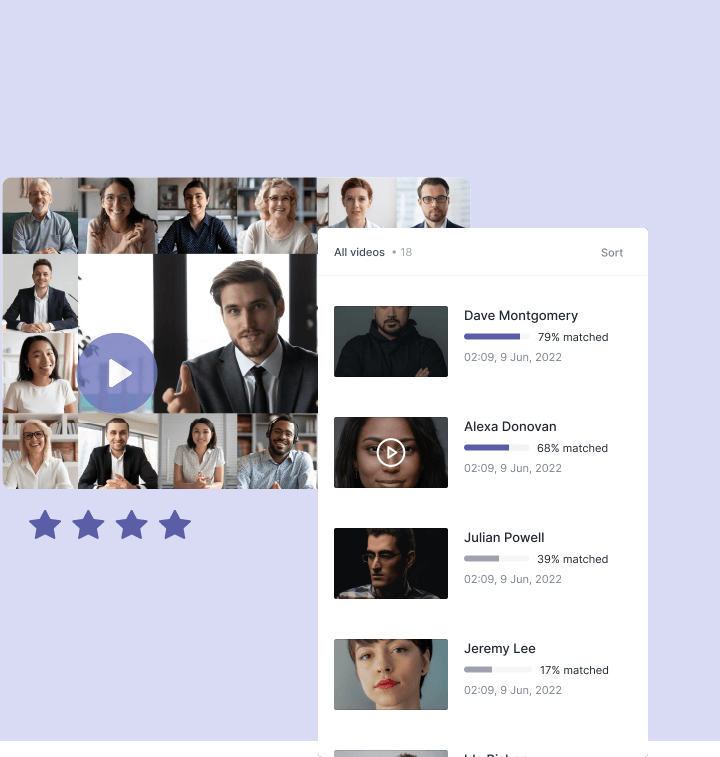 All videos • 18
Sort
Dave Montgomery
79% matched
02:09, 9 Jun, 2022
Alexa Donovan
68% matched
02:09, 9 Jun, 2022
Julian Powell
39% matched
02:09, 9 Jun, 2022
Jeremy Lee
17% matched
02:09, 9 Jun, 2022